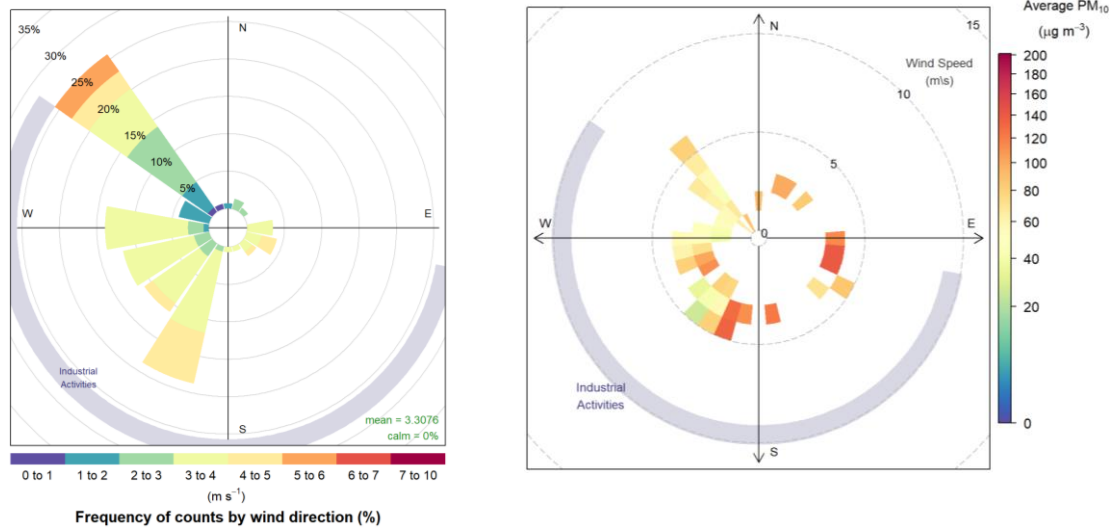 35%
30%
25%
20%
15%
10%
5%
N
W
E
S
Industrial
Activities
mean = 3.3076
calm = 0%
0 to 1 1 to 2 2 to 3 3 to 4 4 to 5 5 to 6 6 to 7 7 to 10
(m s⁻¹)
Frequency of counts by wind direction (%)
15
N
Wind Speed
(m\s)
10
5
0
W
E
S
Industrial
Activities
Average PM₁₀
(μg m⁻³)
200
180
160
140
120
100
80
60
40
20
0